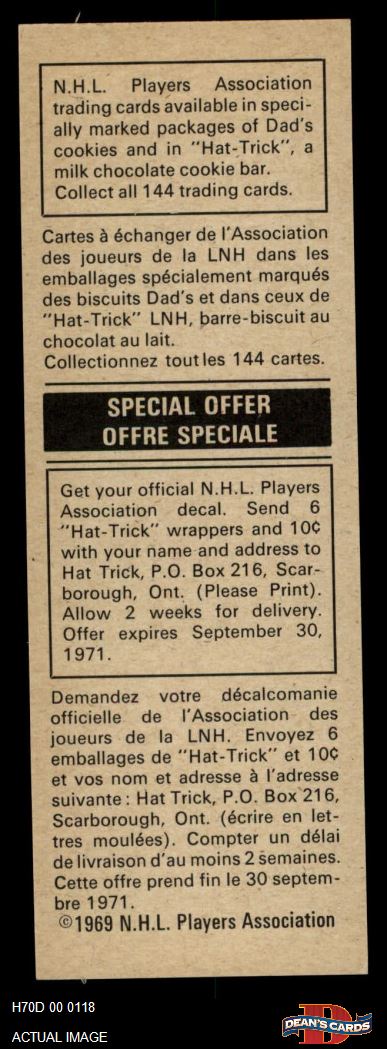 N.H.L. Players Association
trading cards available in speci-
ally marked packages of Dad's
cookies and in "Hat-Trick", a
milk chocolate cookie bar.
Collect all 144 trading cards.
Cartes à échanger de l'Association
des joueurs de la LNH dans les
emballages spécialement marqués
des biscuits Dad's et dans ceux de
"Hat-Trick" LNH, barre-biscuit au
chocolat au lait.
Collectionnez toutles 144 cartes.
SPECIAL OFFER
OFFRE SPECIALE
Get your official N.H.L. Players
Association decal. Send 6
"Hat-Trick" wrappers and 10¢
with your name and address to
Hat Trick, P.O. Box 216, Scar-
borough, Ont. (Please Print).
Allow 2 weeks for delivery.
Offer expires September 30,
1971.
Demandez votre décalcomanie
officielle de l'Association des
joueurs de la LNH. Envoyez 6
emballages de "Hat-Trick" et 10¢
et vos nom et adresse à l'adresse
suivante: Hat Trick, P.O. Box 216,
Scarborough, Ont. (écrire en let-
tres moulées). Compter un délai
de livraison d'au moins 2 semaines.
Cette offre prend fin le 30 septem-
bre 1971.
©1969 N.H.L. Players Association
H70D 00 0118
ACTUAL IMAGE
D
DEAN'S CARDS